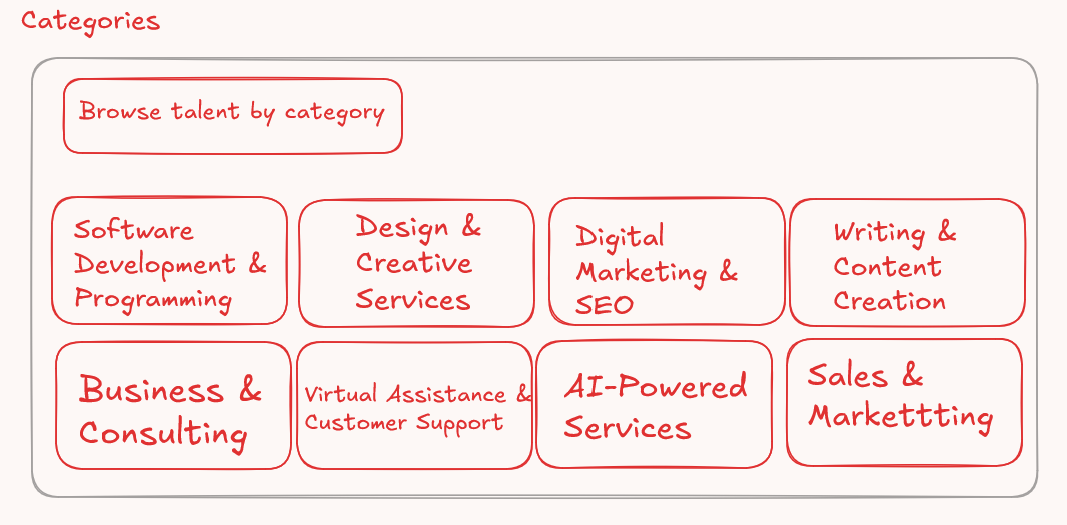 Categories
Browse talent by category
Software
Development &
Programming
Design &
Creative
Services
Digital
Marketing &
SEO
Writing &
Content
Creation
Business &
Consulting
Virtual Assistance &
Customer Support
AI-Powered
Services
Sales &
Markettting